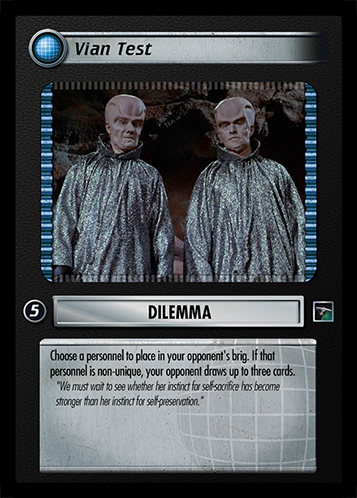 Vian Test
5
DILEMMA
Choose a personnel to place in your opponent's brig. If that
personnel is non-unique, your opponent draws up to three cards.
"We must wait to see whether her instinct for self-sacrifice has become
stronger than her instinct for self-preservation."